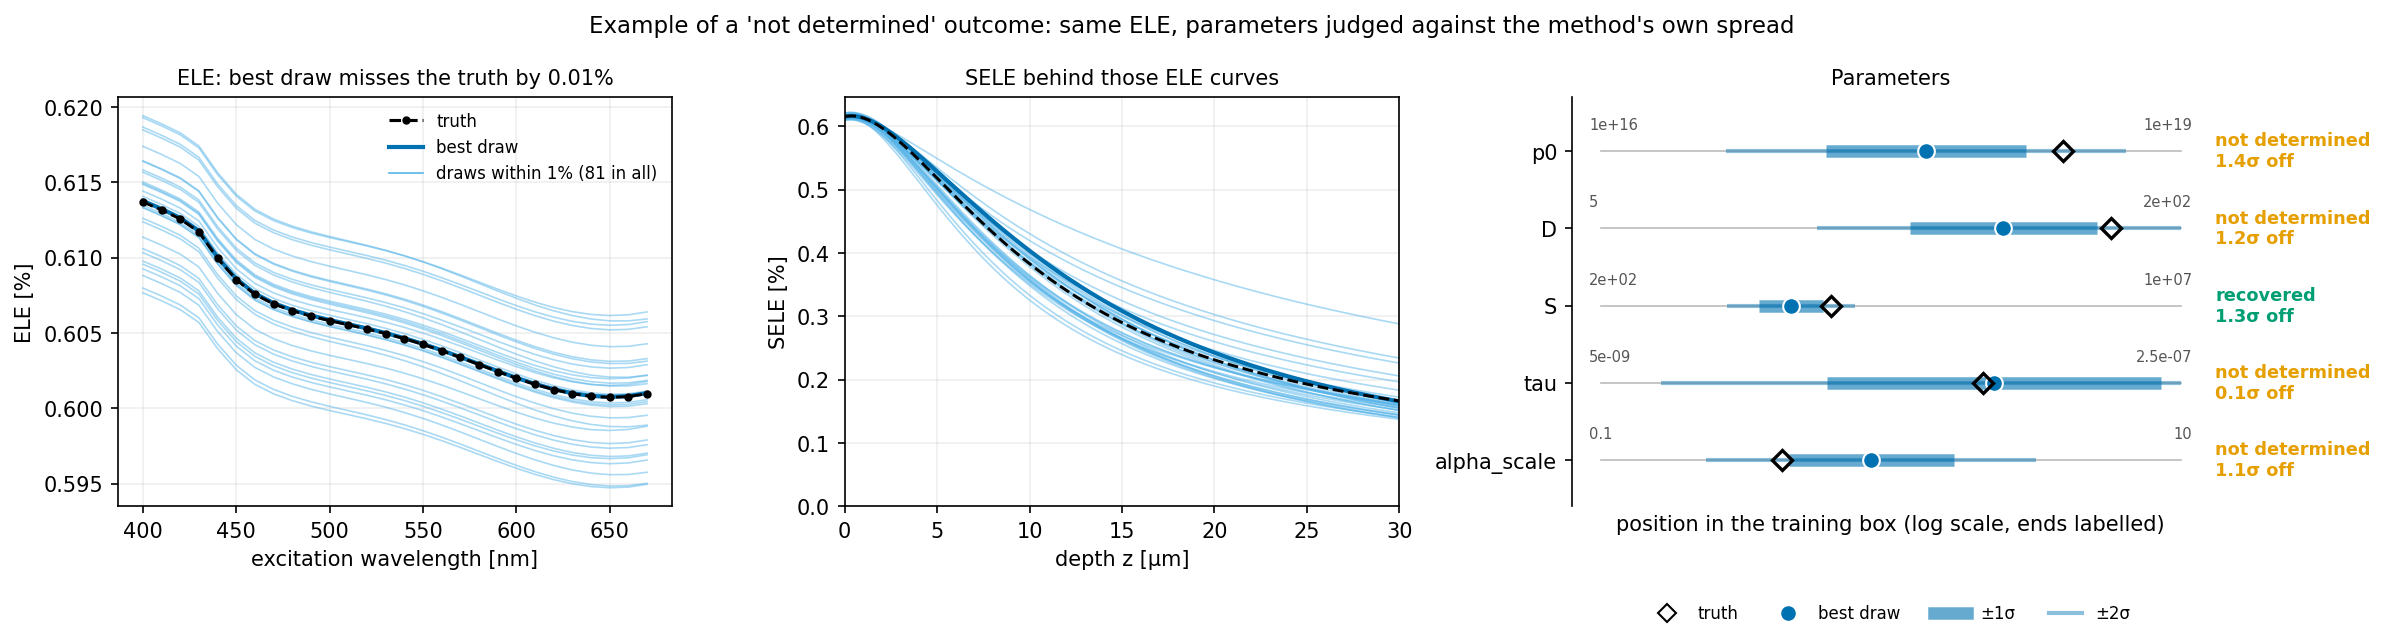 Example of a 'not determined' outcome: same ELE, parameters judged against the method's own spread
ELE: best draw misses the truth by 0.01%
0.620
0.615
0.610
0.605
0.600
0.595
ELE [%]
truth
best draw
draws within 1% (81 in all)
400
450
500
550
600
650
excitation wavelength [nm]
SELE behind those ELE curves
0.6
0.5
0.4
0.3
0.2
0.1
0.0
SELE [%]
0
5
10
15
20
25
30
depth z [µm]
Parameters
1e+16
1e+19
p0
not determined
1.4σ off
5
2e+02
D
not determined
1.2σ off
2e+02
1e+07
S
recovered
1.3σ off
5e-09
2.5e-07
tau
not determined
0.1σ off
0.1
10
alpha_scale
not determined
1.1σ off
position in the training box (log scale, ends labelled)
truth
best draw
±1σ
±2σ